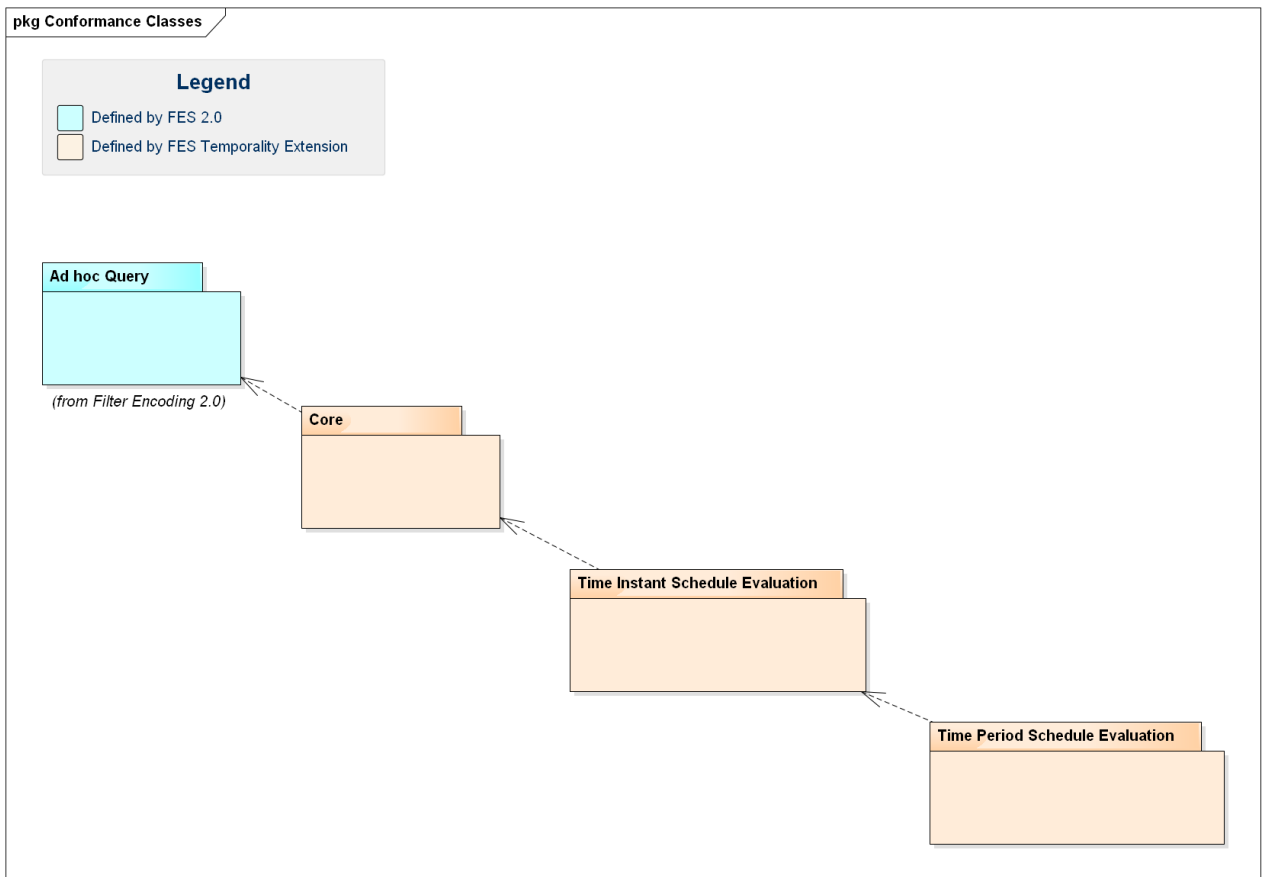 pkg Conformance Classes
Legend
Defined by FES 2.0
Defined by FES Temporality Extension
Ad hoc Query
(from Filter Encoding 2.0)
Core
Time Instant Schedule Evaluation
Time Period Schedule Evaluation